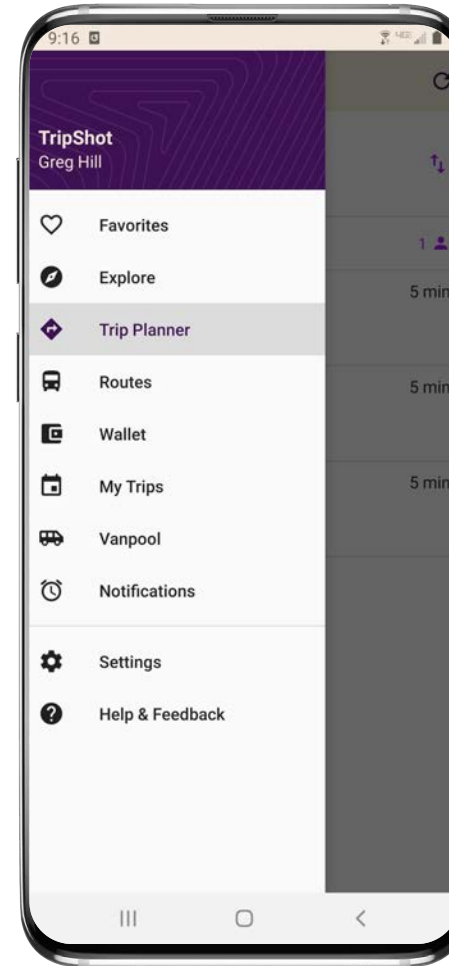 9:16
4GE
TripShot
Greg Hill
1
Favorites
Explore
5 min
Trip Planner
Routes
5 min
Wallet
My Trips
5 min
Vanpool
Notifications
Settings
Help & Feedback